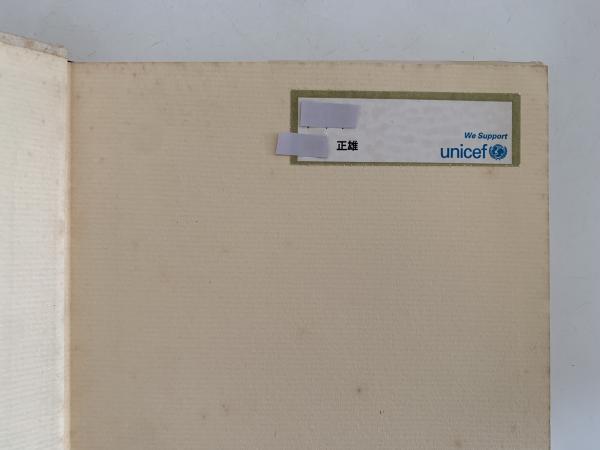 正雄
We Support
unicef